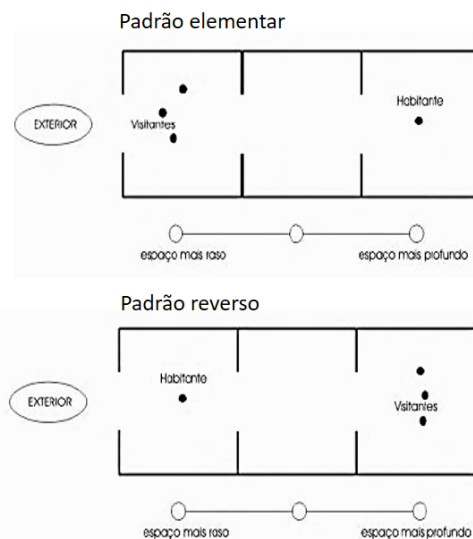 Padrão elementar
Habitante
EXTERIOR
Visitantes
espaço mais raso
espaço mais profundo
Padrão reverso
Habitante
EXTERIOR
Visitantes
espaço mais raso
espaço mais profundo